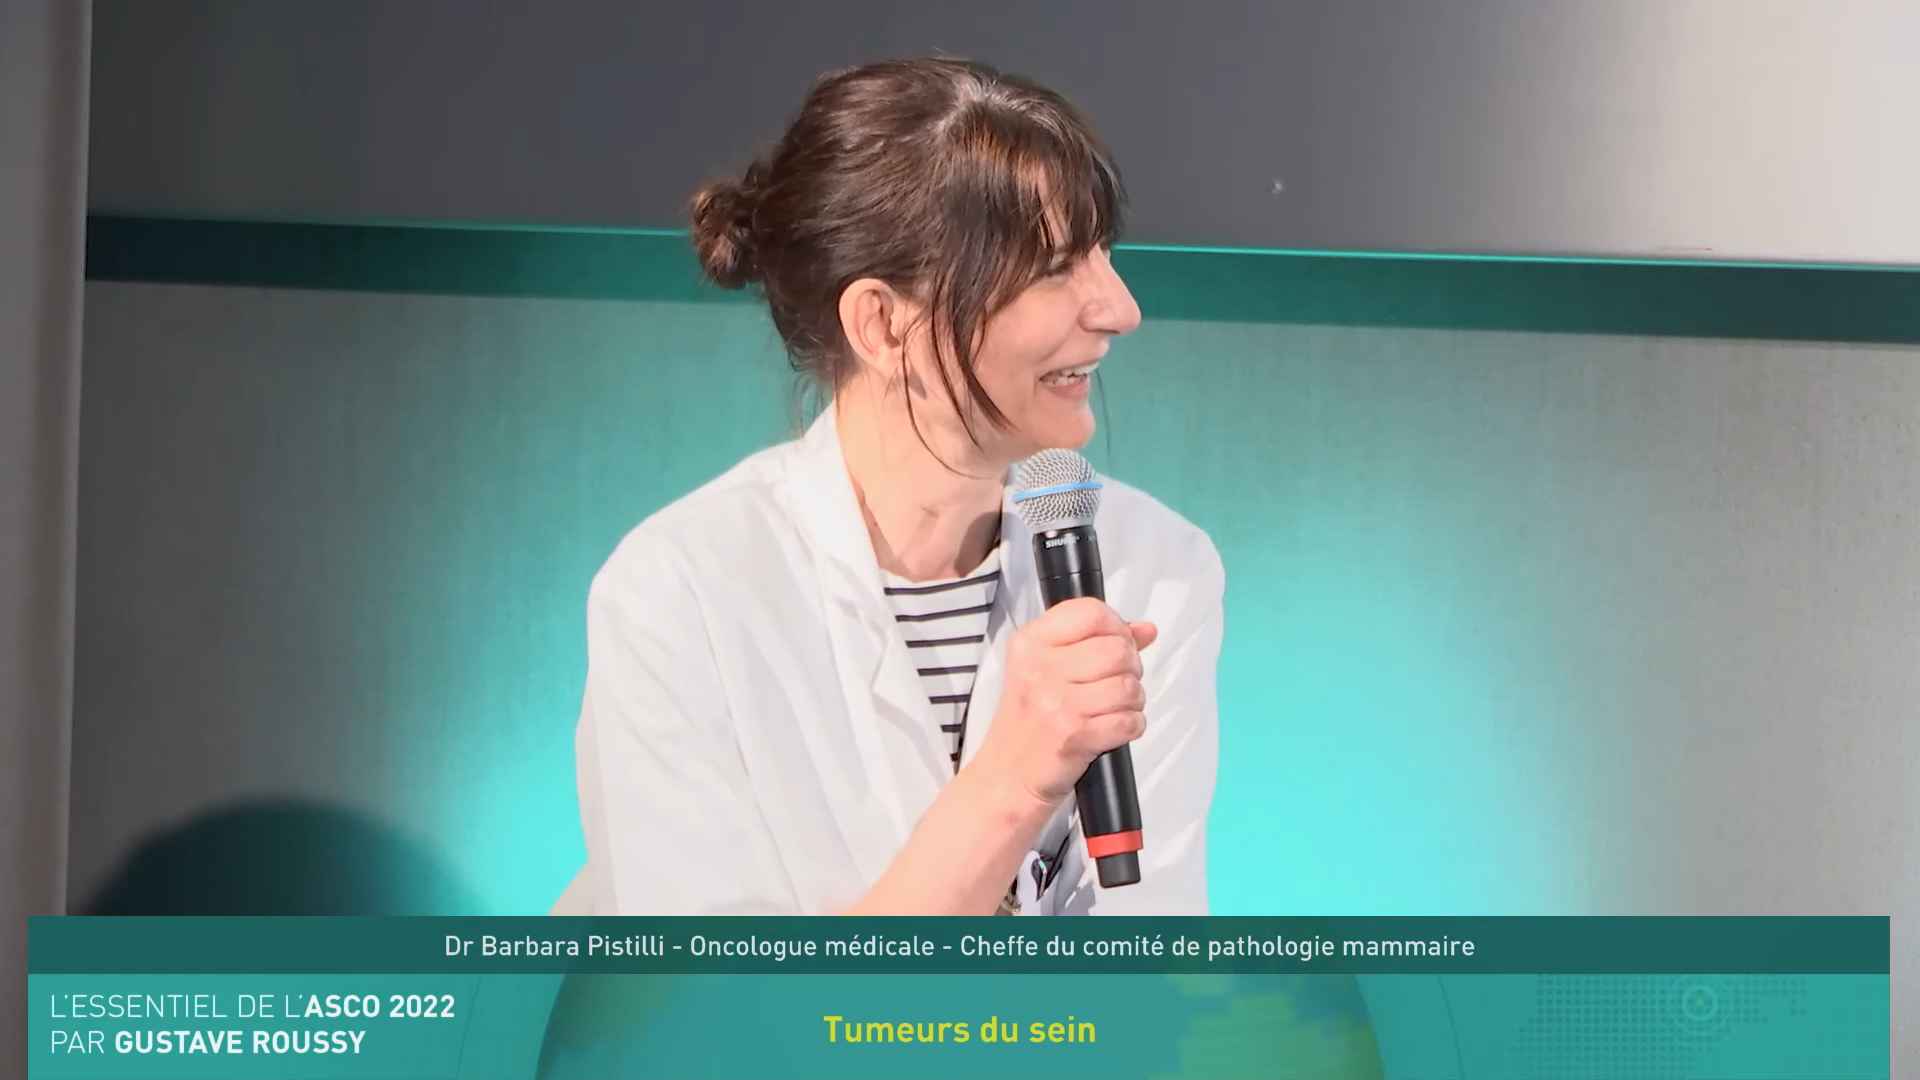 SHURE
Dr Barbara Pistilli - Oncologue médicale - Cheffe du comité de pathologie mammaire
L'ESSENTIEL DE L'ASCO 2022
PAR GUSTAVE ROUSSY
Tumeurs du sein